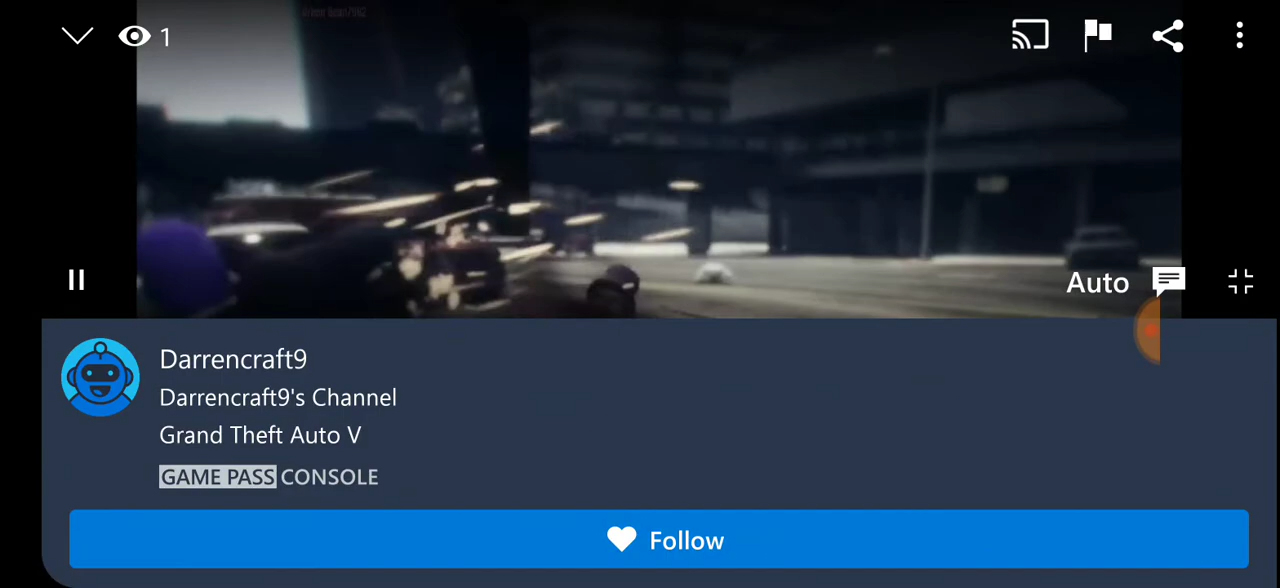 1
Auto
Darrencraft9
Darrencraft9's Channel
Grand Theft Auto V
GAME PASS CONSOLE
Follow